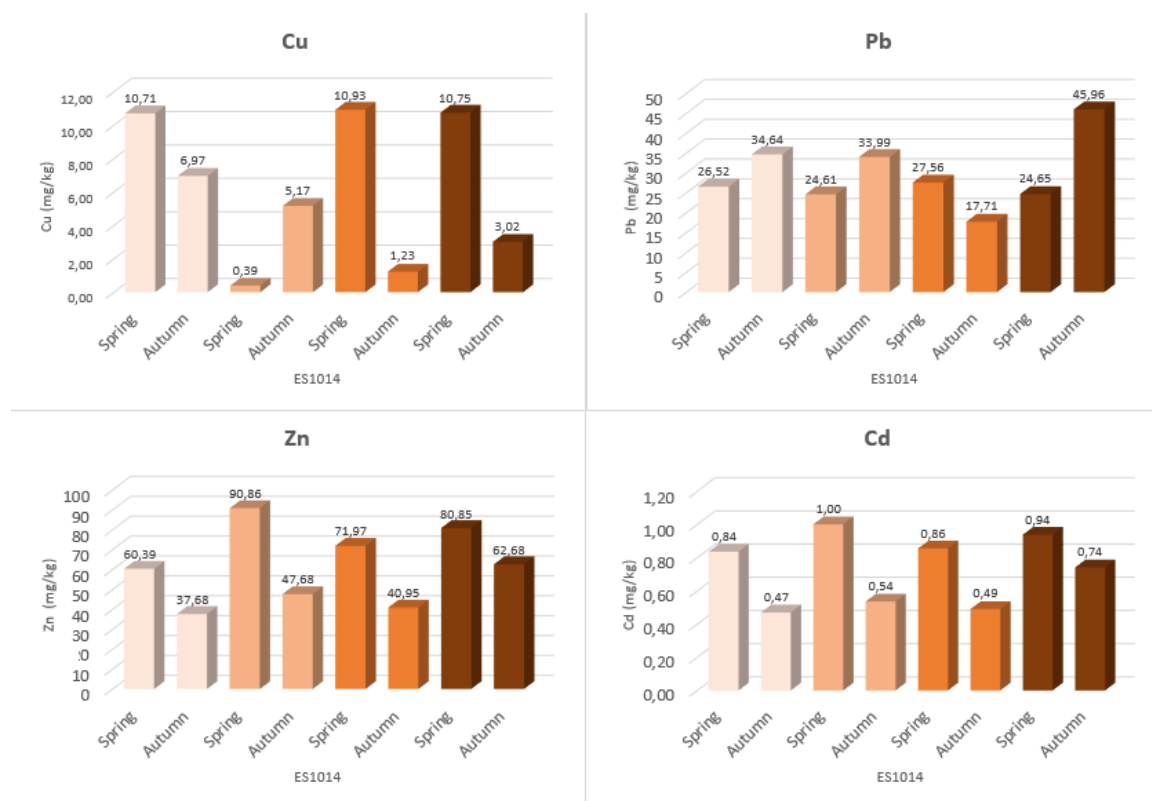 Cu
Cu (mg/kg)
12,00
10,00
8,00
6,00
4,00
2,00
0,00
10,71
6,97
0,39
5,17
10,93
1,23
10,75
3,02
Spring
Autumn
Spring
Autumn
Spring
Autumn
Spring
Autumn
ES1014
Pb
Pb (mg/kg)
50
45
40
35
30
25
20
15
10
5
0
26,52
34,64
24,61
33,99
27,56
17,71
24,65
45,96
Spring
Autumn
Spring
Autumn
Spring
Autumn
Spring
Autumn
ES1014
Zn
Zn (mg/kg)
100
90
80
70
60
50
40
30
20
10
0
60,39
37,68
90,86
47,68
71,97
40,95
80,85
62,68
Spring
Autumn
Spring
Autumn
Spring
Autumn
Spring
Autumn
ES1014
Cd
Cd (mg/kg)
1,20
1,00
0,80
0,60
0,40
0,20
0,00
0,84
0,47
1,00
0,54
0,86
0,49
0,94
0,74
Spring
Autumn
Spring
Autumn
Spring
Autumn
Spring
Autumn
ES1014